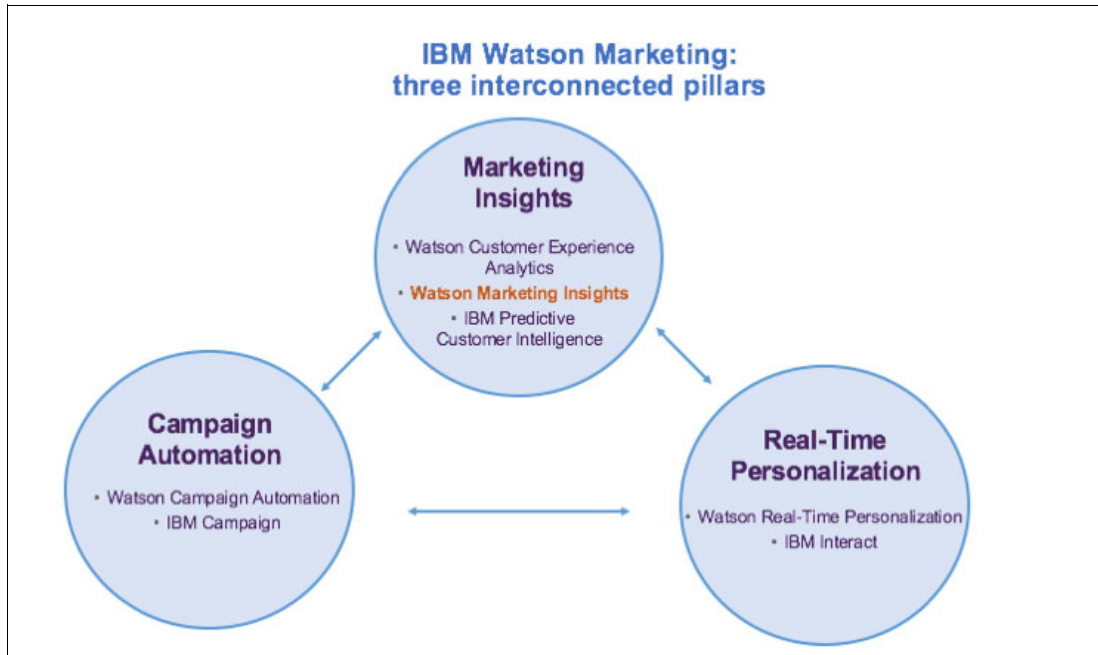 IBM Watson Marketing:
three interconnected pillars
Marketing
Insights
• Watson Customer Experience
Analytics
• Watson Marketing Insights
• IBM Predictive
Customer Intelligence
Campaign
Automation
• Watson Campaign Automation
• IBM Campaign
Real-Time
Personalization
• Watson Real-Time Personalization
• IBM Interact